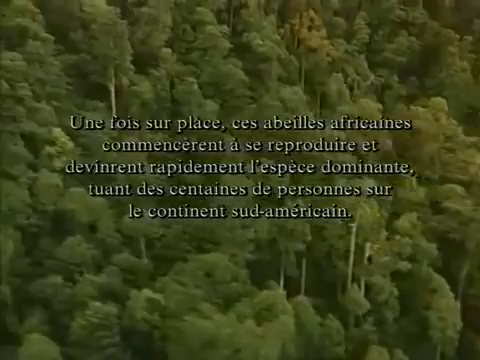 Une fois sur place, ces abeilles africaines
commencèrent à se reproduire et
devinrent rapidement l'espèce dominante,
tuant des centaines de personnes sur
le continent sud-américain.